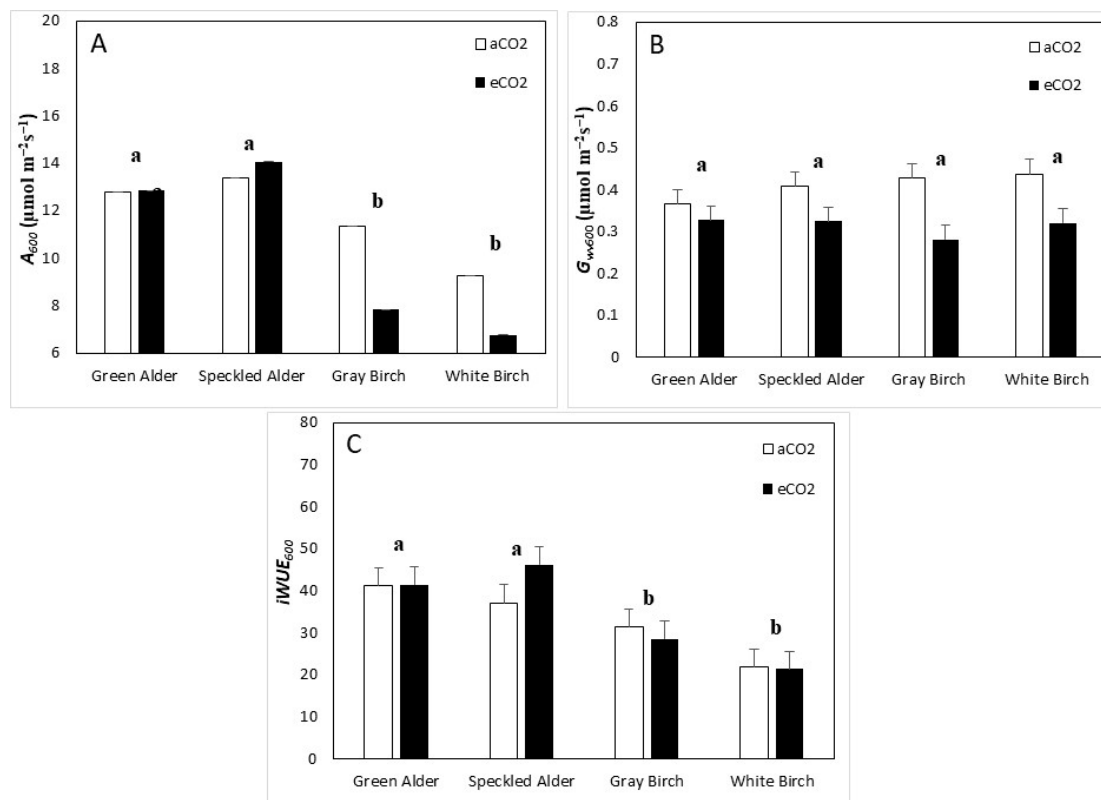 A
aCO2
eCO2
20
18
16
14
12
10
8
6
A600 (µmol m−2s−1)
a
a
a
b
b
Green Alder Speckled Alder Gray Birch White Birch
B
aCO2
eCO2
0.8
0.7
0.6
0.5
0.4
0.3
0.2
0.1
0
Gwv600 (µmol m−2s−1)
a
a
a
a
Green Alder Speckled Alder Gray Birch White Birch
C
aCO2
eCO2
80
70
60
50
40
30
20
10
0
iWUE600
a
a
b
b
Green Alder Speckled Alder Gray Birch White Birch